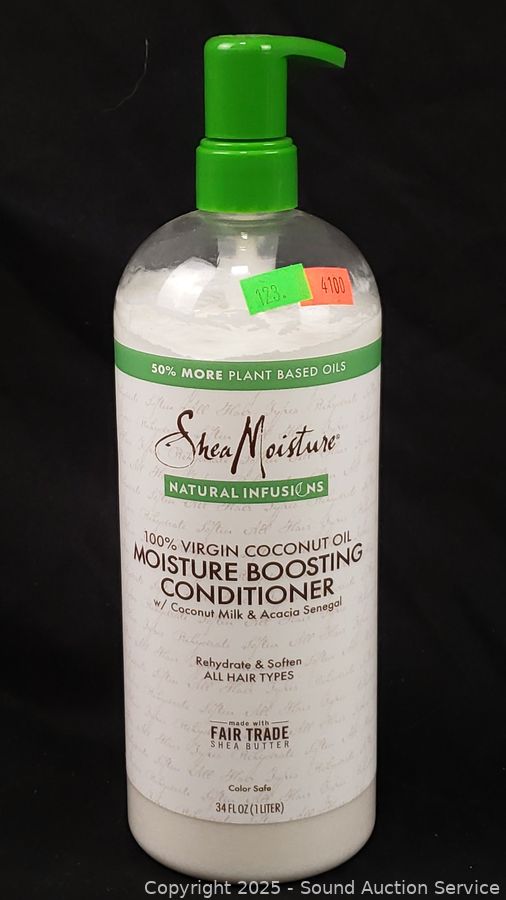 123.
4100
50% MORE PLANT BASED OILS
SheaMoisture®
NATURAL INFUSIONS
100% VIRGIN COCONUT OIL
MOISTURE BOOSTING
CONDITIONER
w/ Coconut Milk & Acacia Senegal
Rehydrate & Soften
ALL HAIR TYPES
made with
FAIR TRADE
SHEA BUTTER
Color Safe
34 FL OZ (1 LITER)
Copyright 2025 - Sound Auction Service